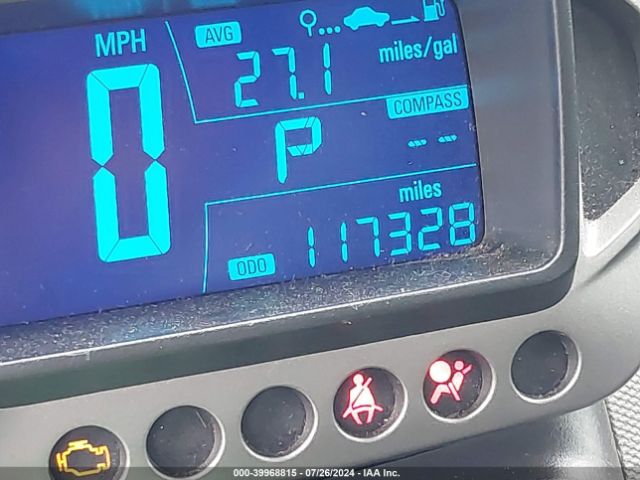 MPH
AVG
27.1 miles/gal
COMPASS
P --
miles
ODO 117328
0
000-39968815 / 07/26/2024 - IAA Inc.